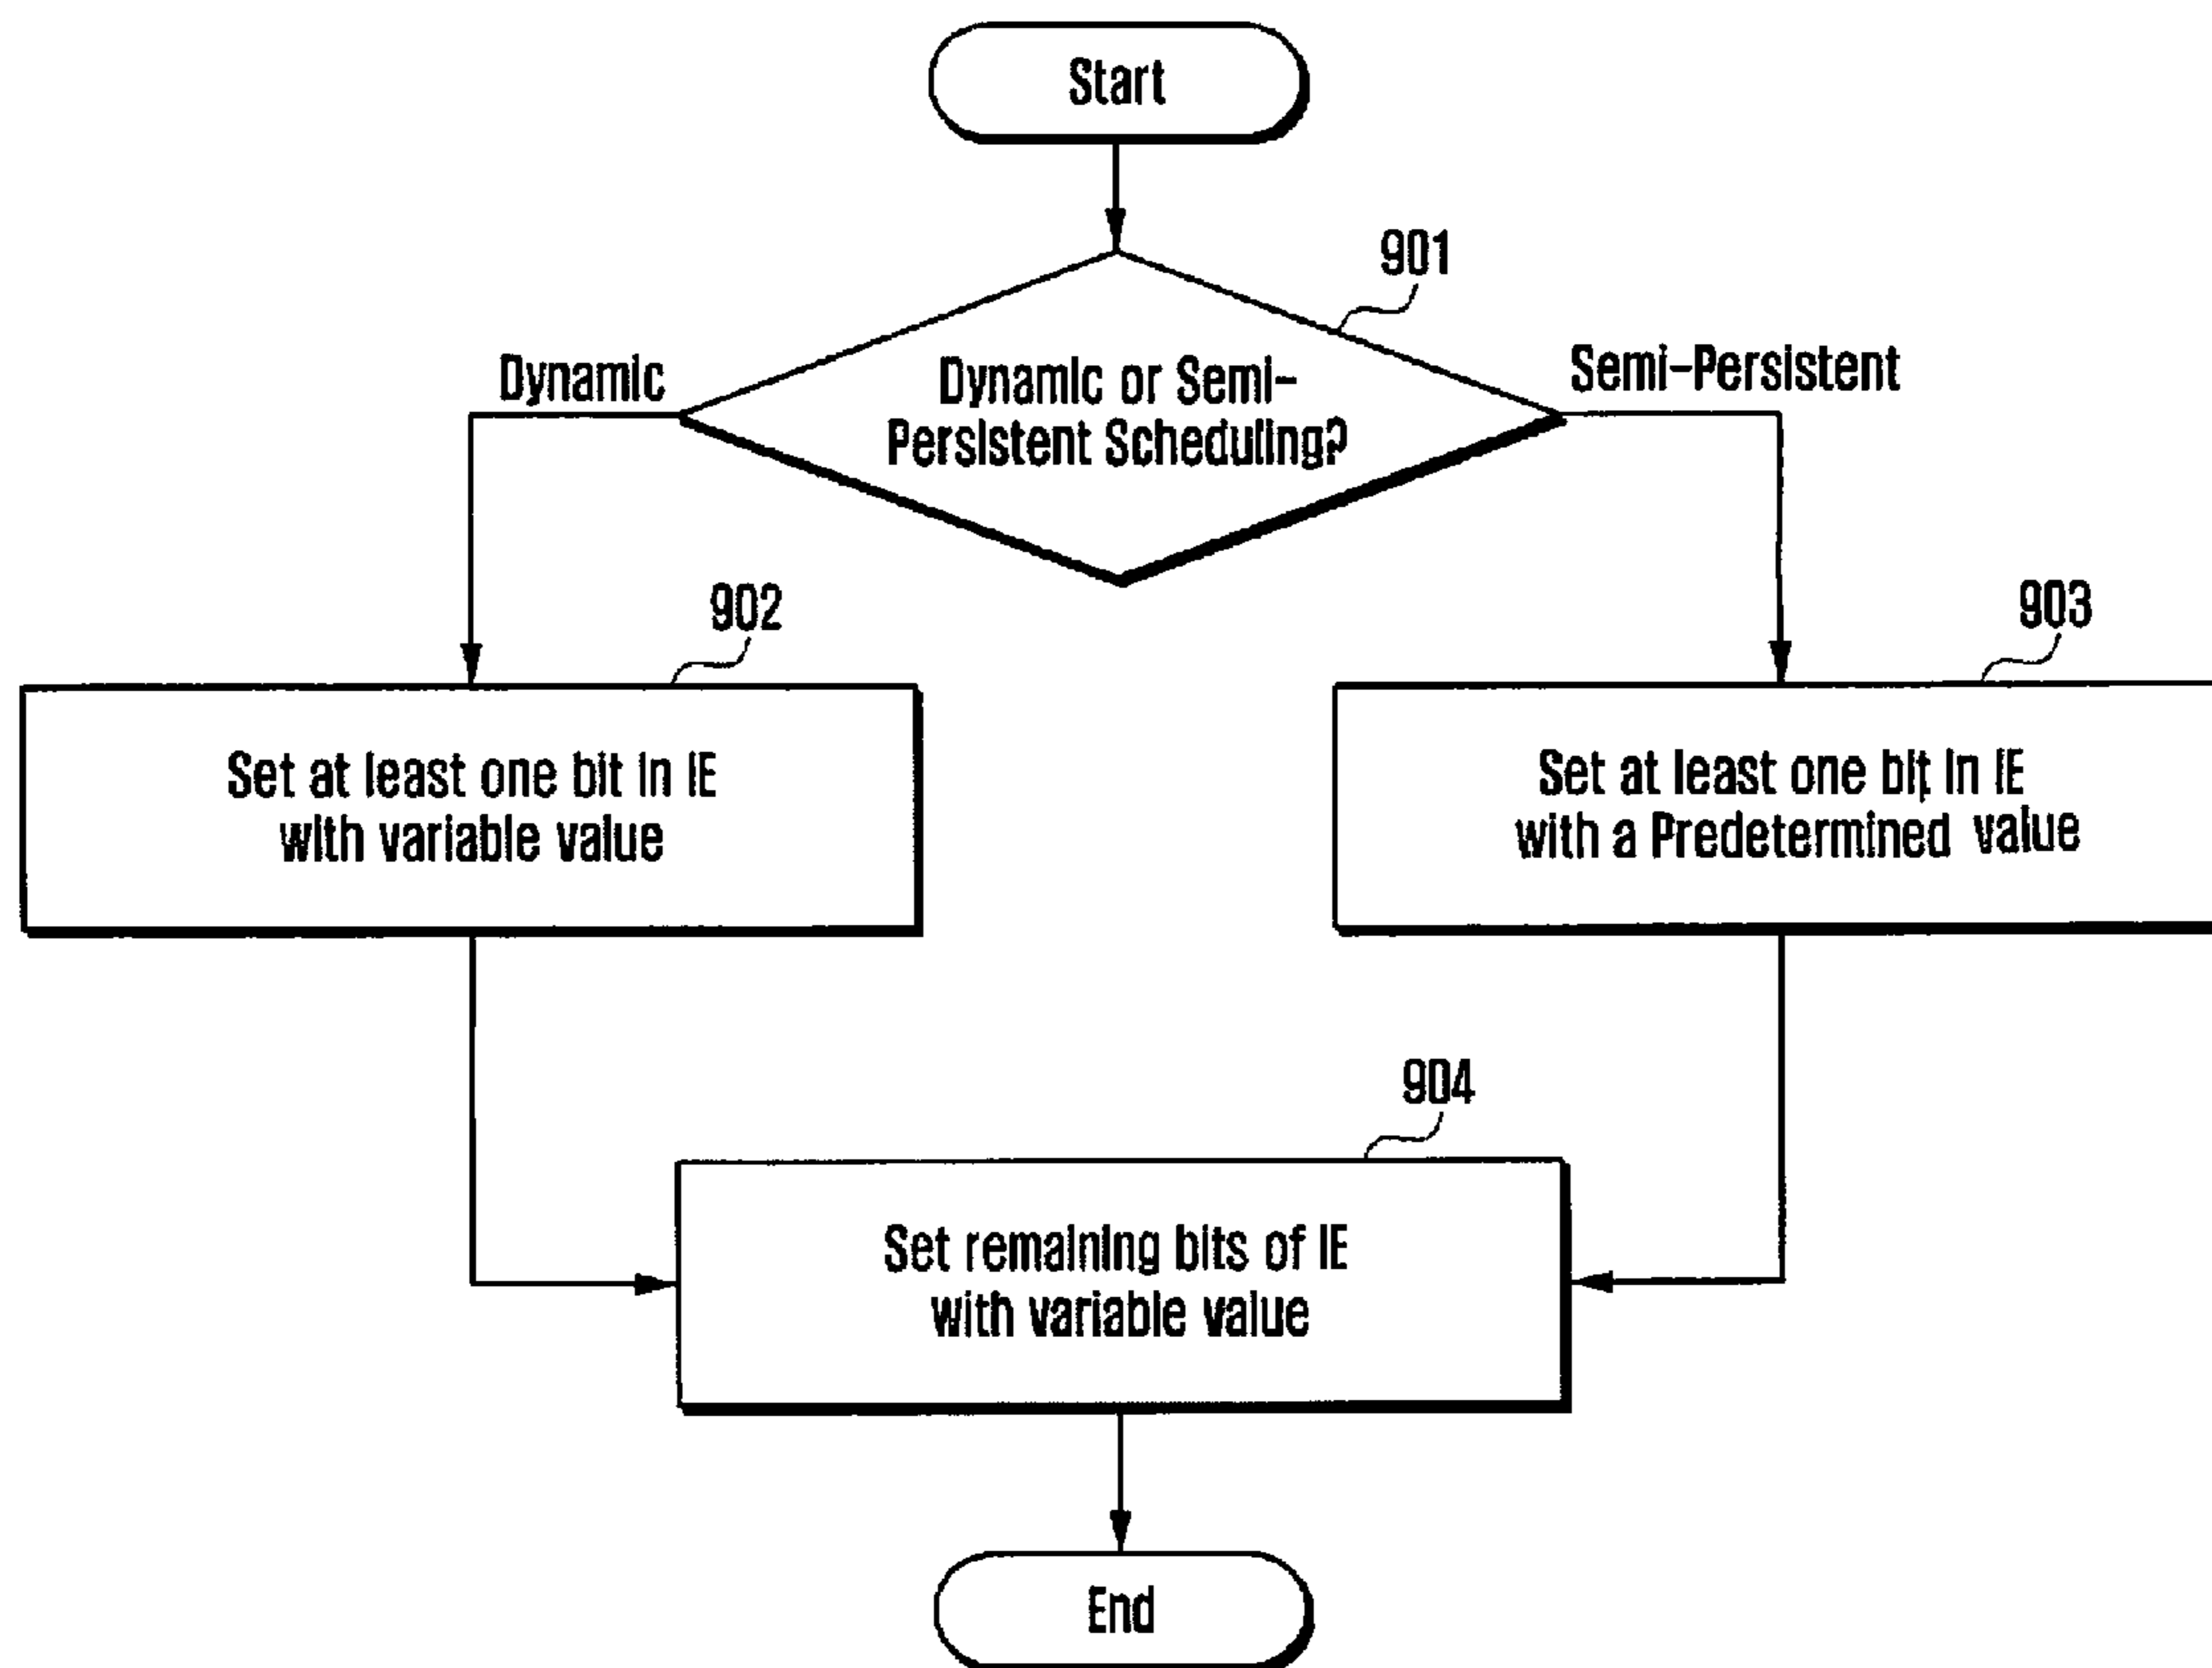 Start
901
Dynamic
Dynamic or Semi-
Persistent Scheduling?
Semi-Persistent
902
903
Set at least one bit in IE
with variable value
Set at least one bit in IE
with a Predetermined value
904
Set remaining bits of IE
with variable value
End